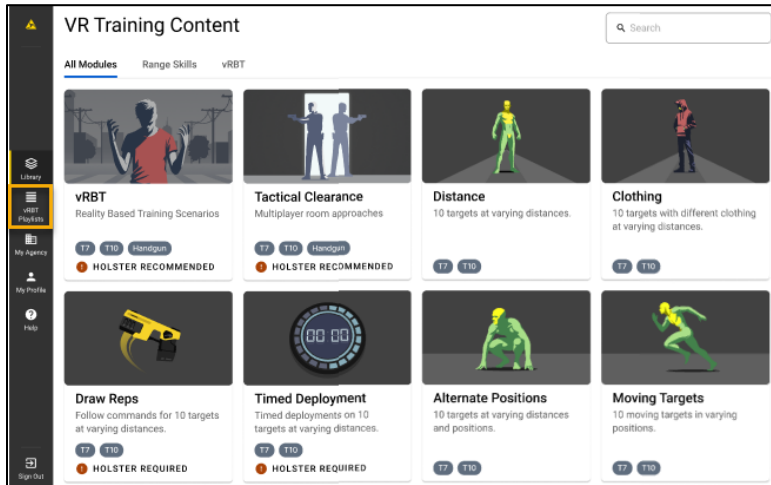 VR Training Content
Search
All Modules Range Skills vRBT
Library
vRBT
Playlists
My Agency
My Profile
Help
Sign Out
vRBT
Reality Based Training Scenarios
T7 T10 Handgun
! HOLSTER RECOMMENDED
Tactical Clearance
Multiplayer room approaches
T7 T10 Handgun
! HOLSTER RECOMMENDED
Distance
10 targets at varying distances.
T7 T10
Clothing
10 targets with different clothing
at varying distances.
T7 T10
Draw Reps
Follow commands for 10 targets
at varying distances.
T7 T10
! HOLSTER REQUIRED
00 00
Timed Deployment
Timed deployments on 10
targets at varying distances.
T7 T10
! HOLSTER REQUIRED
Alternate Positions
10 targets at varying distances
and positions.
T7 T10
Moving Targets
10 moving targets in varying
positions.
T7 T10